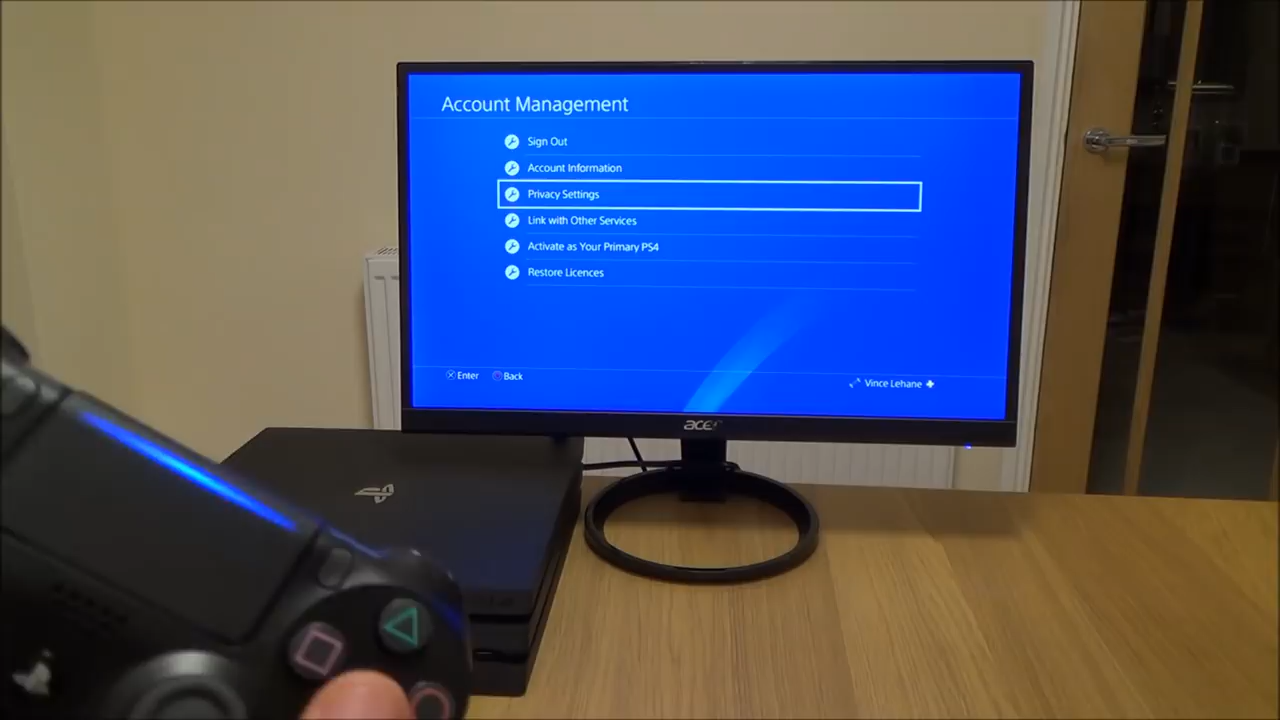 Account Management
Sign Out
Account Information
Privacy Settings
Link with Other Services
Activate as Your Primary PS4
Restore Licences
Enter Back
Vince Lehane
acer